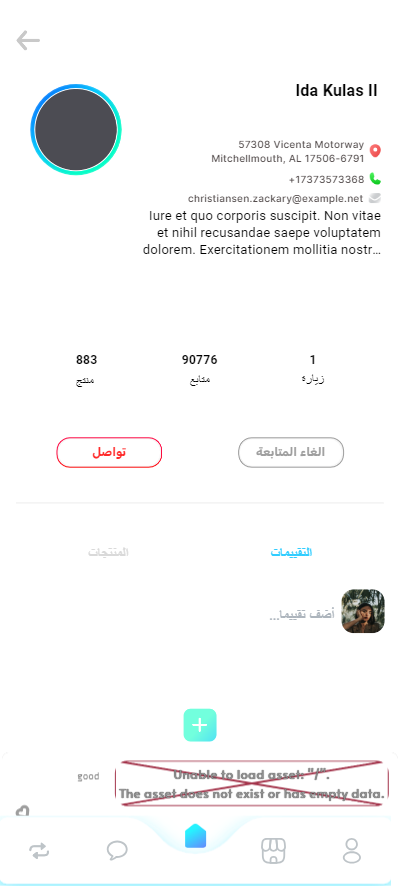 Ida Kulas II
57308 Vicenta Motorway
Mitchellmouth, AL 17506-6791
+17373573368
christiansen.zackary@example.net
Iure et quo corporis suscipit. Non vitae
et nihil recusandae saepe voluptatem
dolorem. Exercitationem mollitia nostr...
1 90776 883
زيارة متابع منتج
الغاء المتابعة تواصل
التقييمات المنتجات
أضف تقييما...
good
Unable to load asset: "/".
The asset does not exist or has empty data.